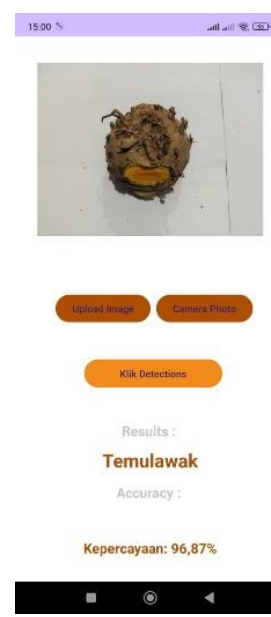 15:00
Upload Image Camera Photo
Klik Detections
Results :
Temulawak
Accuracy :
Kepercayaan: 96,87%